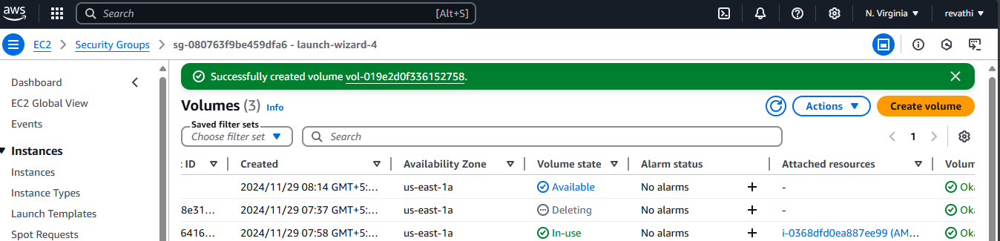 aws Search [Alt+S] N. Virginia revathi
EC2 > Security Groups > sg-080763f9be459dfa6 - launch-wizard-4
Dashboard
EC2 Global View
Events
Instances
Instances
Instance Types
Launch Templates
Spot Requests
Successfully created volume vol-019e2d0f336152758.
Volumes (3) Info Actions Create volume
Saved filter sets
Choose filter set Search 1
: ID Created Availability Zone Volume state Alarm status Attached resources Volum
2024/11/29 08:14 GMT+5:... us-east-1a Available No alarms + - Oka
8e31... 2024/11/29 07:37 GMT+5:... us-east-1a Deleting No alarms + - Oka
6416... 2024/11/29 07:58 GMT+5:... us-east-1a In-use No alarms + i-0368dfd0ea887ee99 (AM... Oka